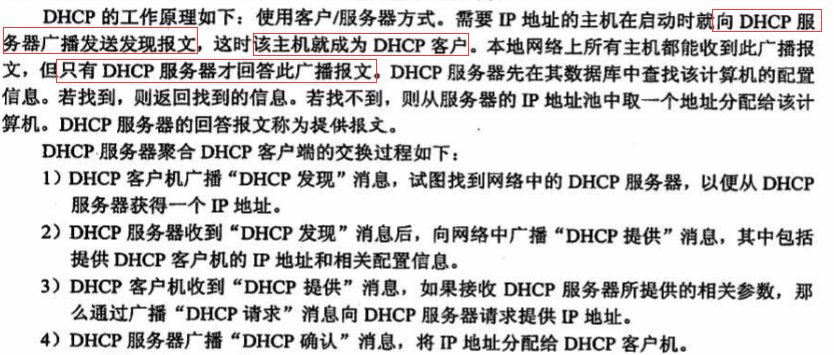 DHCP 的工作原理如下：使用客户/服务器方式。需要 IP 地址的主机在启动时就向 DHCP 服
务器广播发送发现报文，这时该主机就成为 DHCP 客户。本地网络上所有主机都能收到此广播报
文，但只有 DHCP 服务器才回答此广播报文。DHCP 服务器先在其数据库中查找该计算机的配置
信息。若找到，则返回找到的信息。若找不到，则从服务器的 IP 地址池中取一个地址分配给该计
算机。DHCP 服务器的回答报文称为提供报文。
DHCP 服务器聚合 DHCP 客户端的交换过程如下：
1）DHCP 客户机广播“DHCP 发现”消息，试图找到网络中的 DHCP 服务器，以便从 DHCP
服务器获得一个 IP 地址。
2）DHCP 服务器收到“DHCP 发现”消息后，向网络中广播“DHCP 提供”消息，其中包括
提供 DHCP 客户机的 IP 地址和相关配置信息。
3）DHCP 客户机收到“DHCP 提供”消息，如果接收 DHCP 服务器所提供的相关参数，那
么通过广播“DHCP 请求”消息向 DHCP 服务器请求提供 IP 地址。
4）DHCP 服务器广播“DHCP 确认”消息，将 IP 地址分配给 DHCP 客户机。